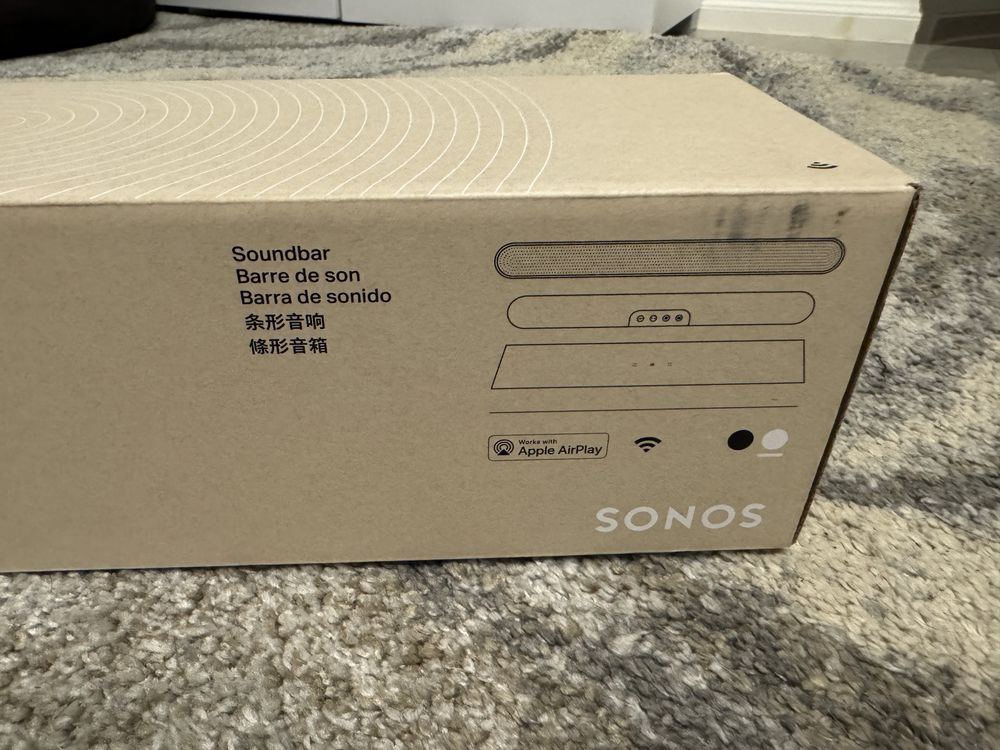 Soundbar
Barre de son
Barra de sonido
条形音响
條形音箱
Works with
Apple AirPlay
SONOS